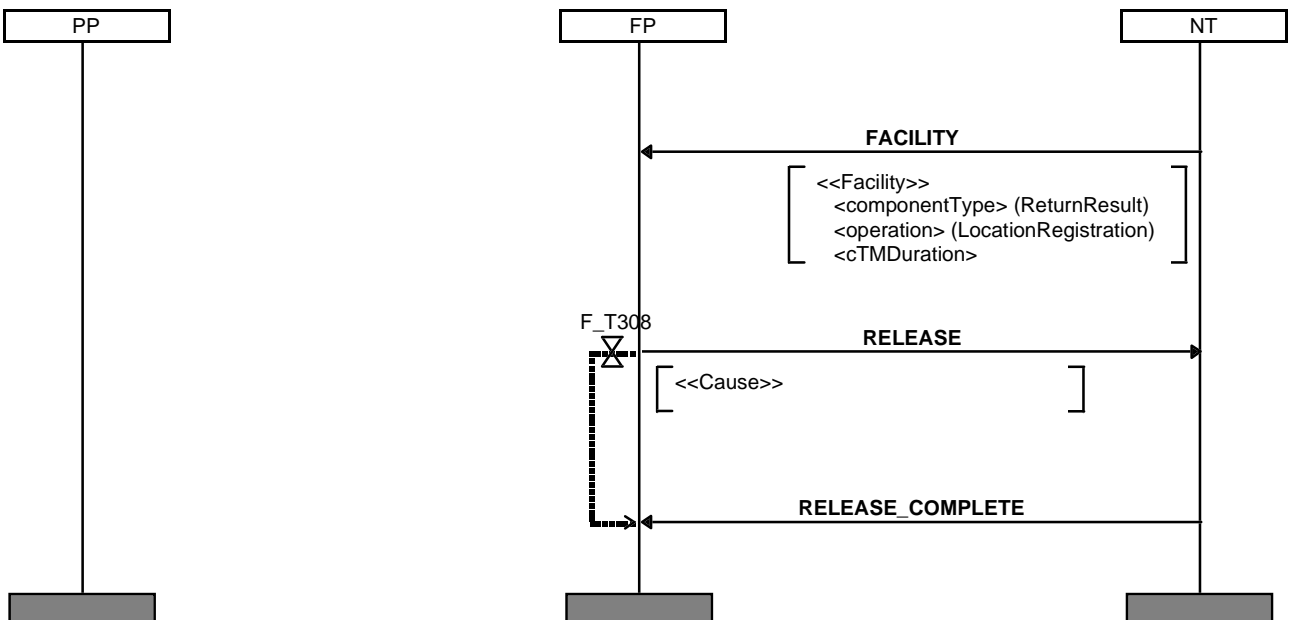 PP
FP
NT
FACILITY
<<Facility>>
<componentType> (ReturnResult)
<operation> (LocationRegistration)
<cTMDuration>
F_T308
RELEASE
<<Cause>>
RELEASE_COMPLETE